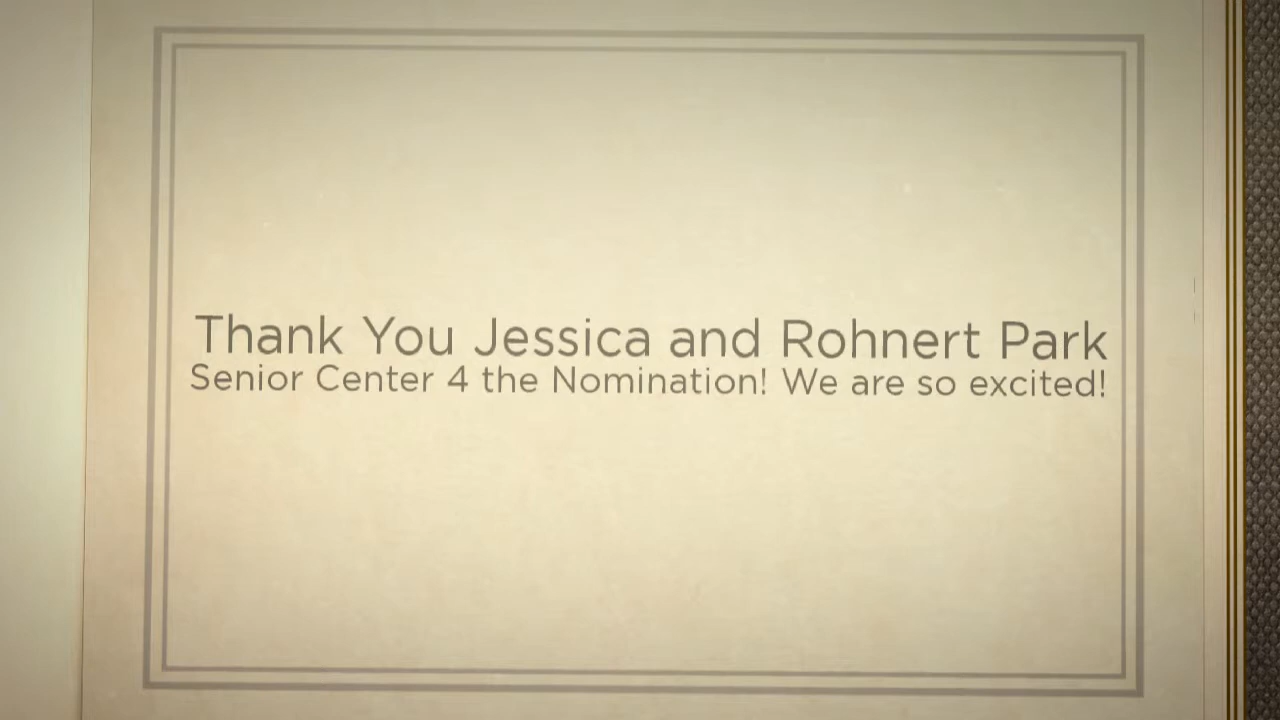 Thank You Jessica and Rohnert Park
Senior Center 4 the Nomination! We are so excited!